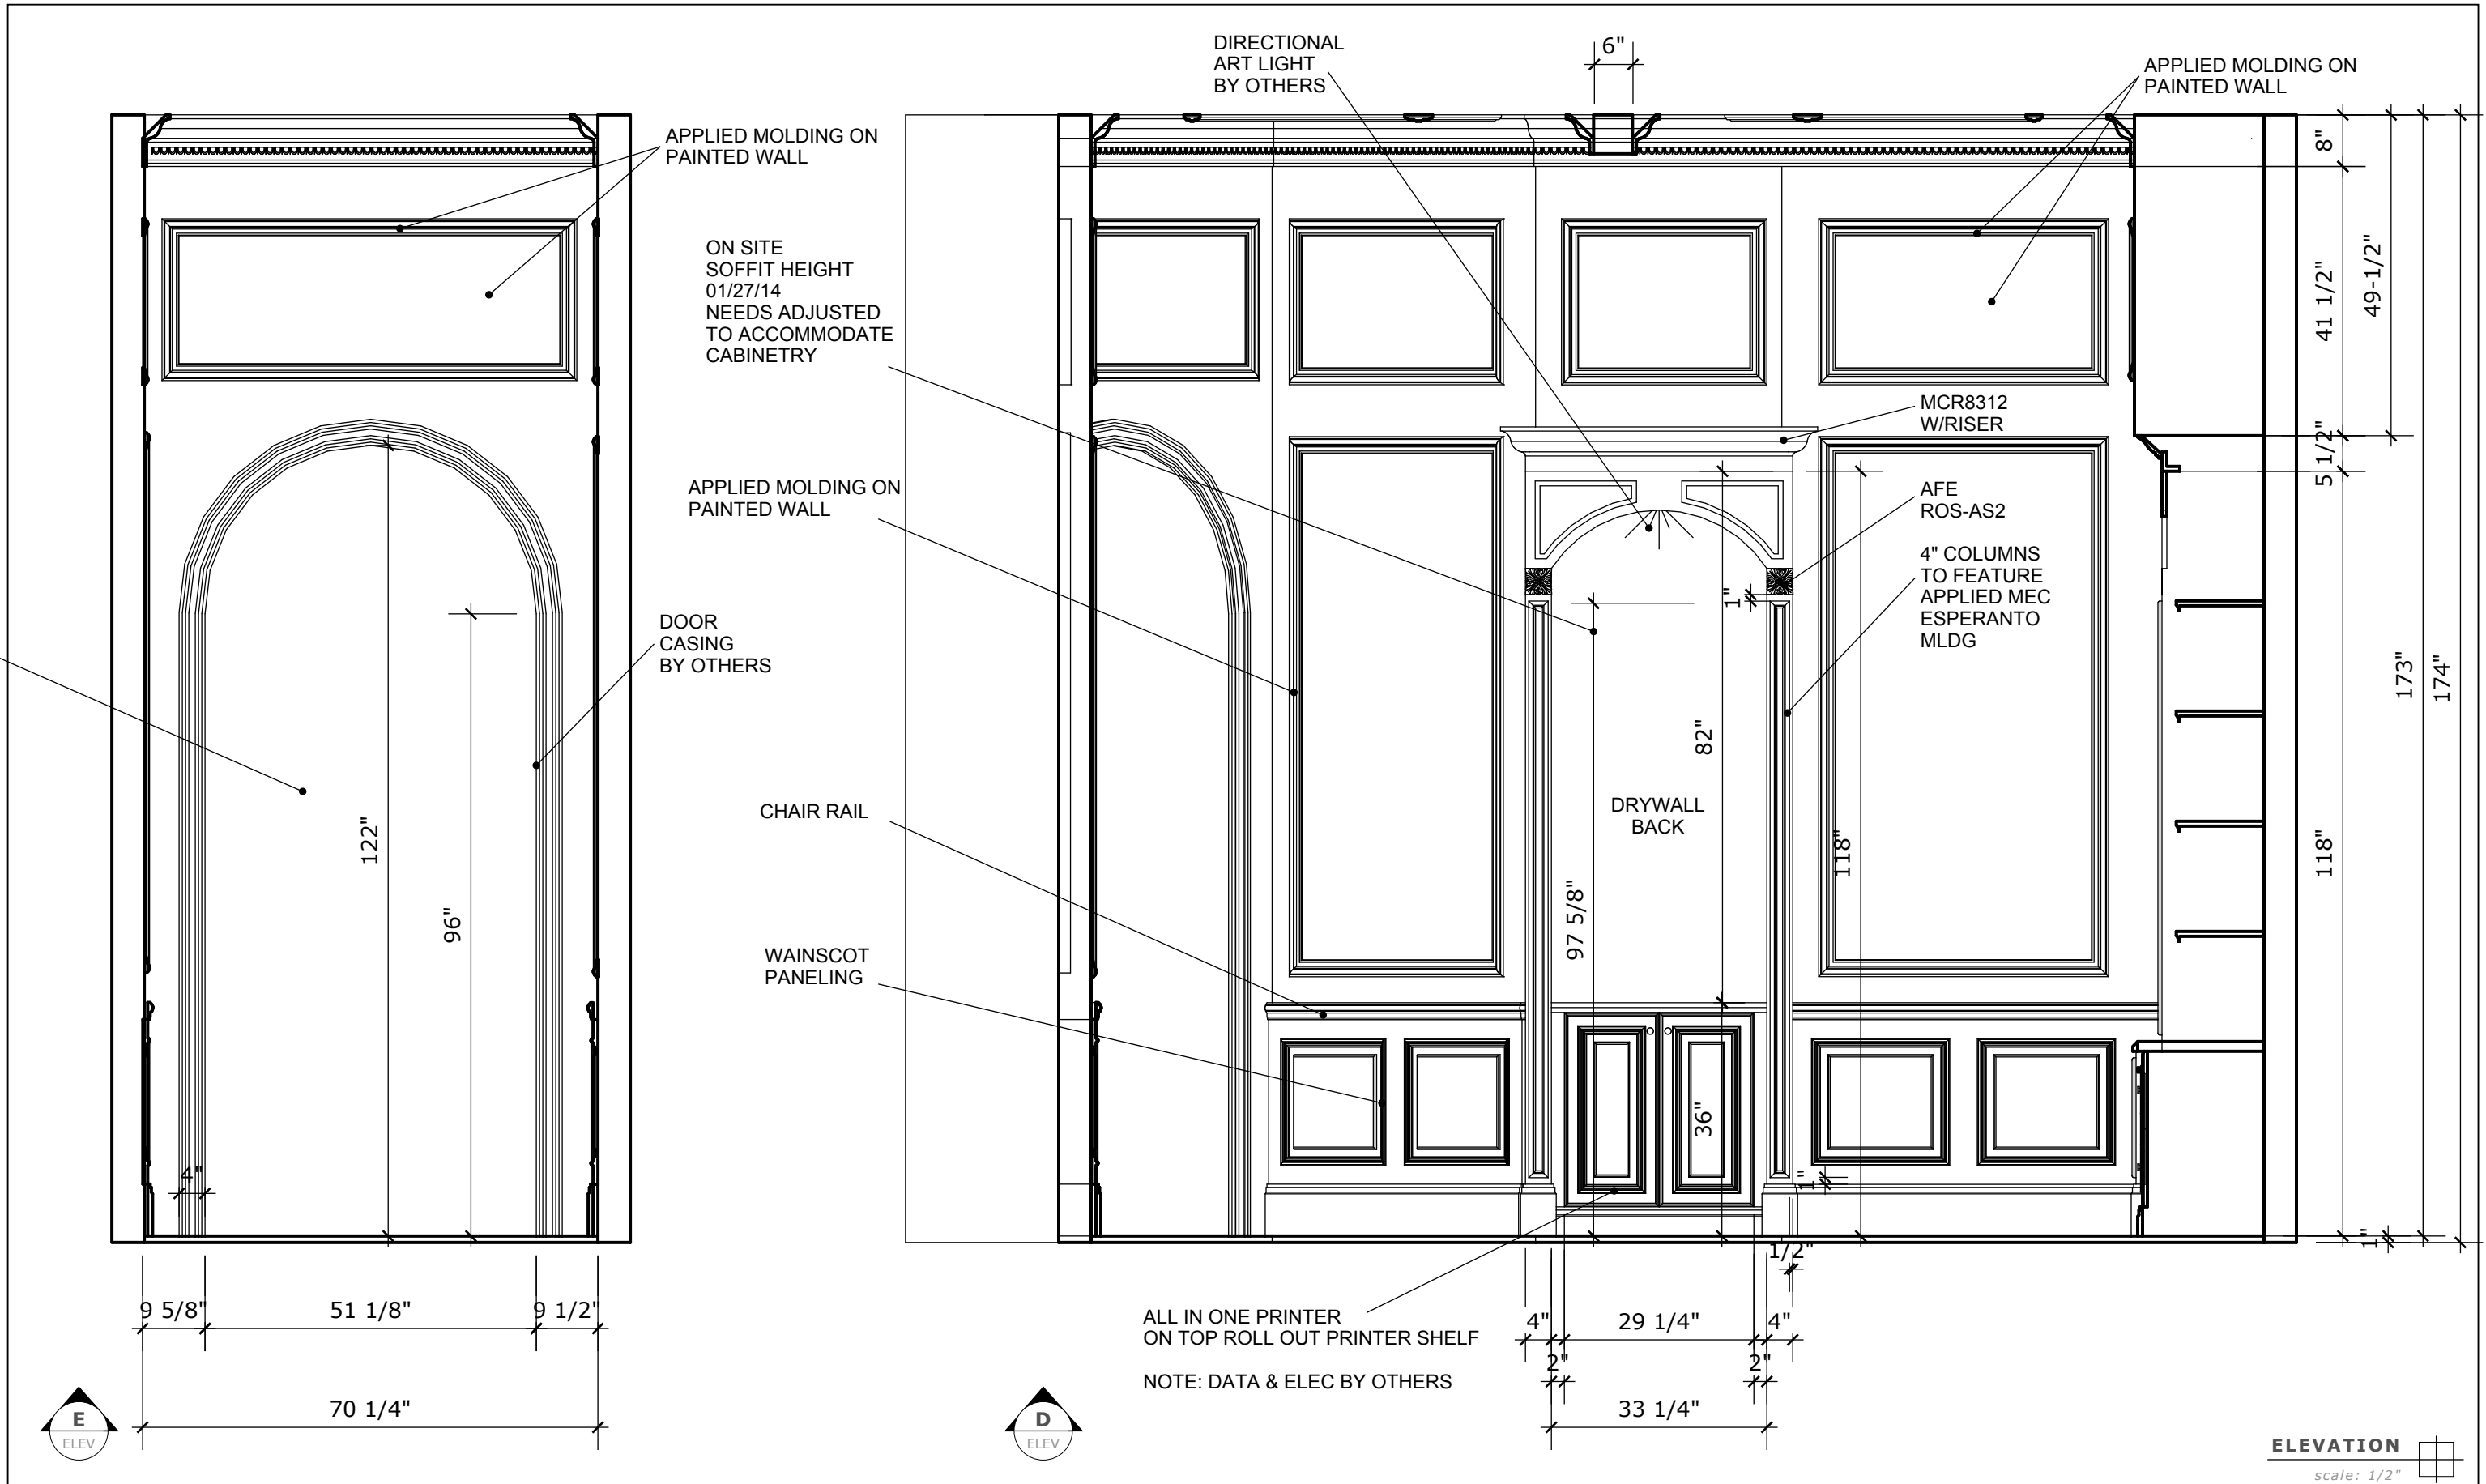 DIRECTIONAL
ART LIGHT
BY OTHERS
6"
APPLIED MOLDING ON
PAINTED WALL
APPLIED MOLDING ON
PAINTED WALL
8"
ON SITE
SOFFIT HEIGHT
01/27/14
NEEDS ADJUSTED
TO ACCOMMODATE
CABINETRY
41 1/2"
49-1/2"
MCR8312
W/RISER
5 1/2"
APPLIED MOLDING ON
PAINTED WALL
AFE
ROS-AS2
4" COLUMNS
TO FEATURE
APPLIED MEC
ESPERANTO
MLDG
1"
DOOR
CASING
BY OTHERS
173"
174"
82"
CHAIR RAIL
DRYWALL
BACK
122"
96"
118"
118"
97 5/8"
WAINSCOT
PANELING
36"
4"
1"
1"
1/2"
9 5/8"
51 1/8"
9 1/2"
ALL IN ONE PRINTER
ON TOP ROLL OUT PRINTER SHELF
4"
29 1/4"
4"
2"
2"
NOTE: DATA & ELEC BY OTHERS
70 1/4"
33 1/4"
E
ELEV
D
ELEV
ELEVATION
scale: 1/2"